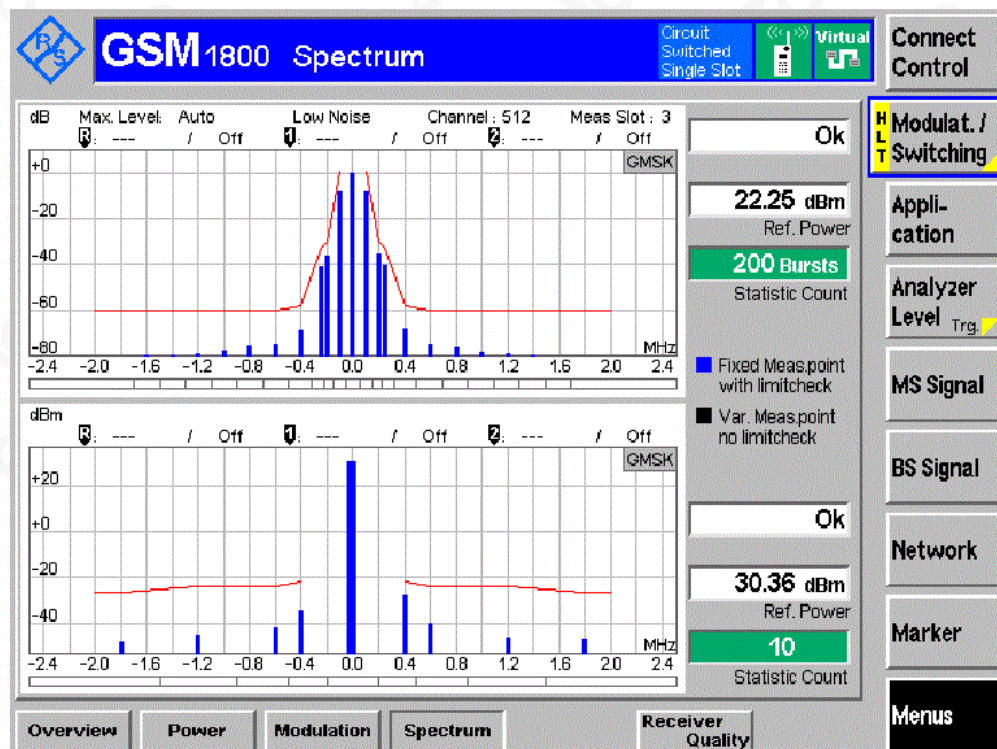 R/S
GSM 1800 Spectrum
Circuit Switched Single Slot
Virtual
Connect Control
dB Max. Level: Auto Low Noise Channel : 512 Meas Slot : 3
R: --- / Off 1: --- / Off 2: --- / Off
GMSK
+0
-20
-40
-60
-80
MHz
-2.4 -2.0 -1.6 -1.2 -0.8 -0.4 0.0 0.4 0.8 1.2 1.6 2.0 2.4
Ok
22.25 dBm
Ref. Power
200 Bursts
Statistic Count
Fixed Meas.point
with limitcheck
Var. Meas.point
no limitcheck
dBm
R: --- / Off 1: --- / Off 2: --- / Off
GMSK
+20
+0
-20
-40
MHz
-2.4 -2.0 -1.6 -1.2 -0.8 -0.4 0.0 0.4 0.8 1.2 1.6 2.0 2.4
Ok
30.36 dBm
Ref. Power
10
Statistic Count
HLT
Modulat. /
Switching
Appli-
cation
Analyzer
Level Trg.
MS Signal
BS Signal
Network
Marker
Menus
Overview
Power
Modulation
Spectrum
Receiver
Quality